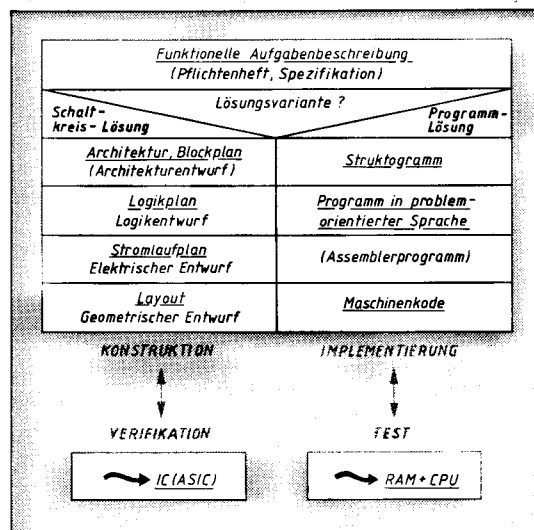 Funktionelle Aufgabenbeschreibung
(Pflichtenheft, Spezifikation)
Lösungsvariante ?
Schalt-
kreis-Lösung
Programm-
Lösung
Architektur, Blockplan
(Architekturentwurf)
Struktogramm
Logikplan
Logikentwurf
Programm in problem-
orientierter Sprache
Stromlaufplan
Elektrischer Entwurf
(Assemblerprogramm)
Layout
Geometrischer Entwurf
Maschinenkode
KONSTRUKTION
IMPLEMENTIERUNG
VERIFIKATION
TEST
IC(ASIC)
RAM+CPU